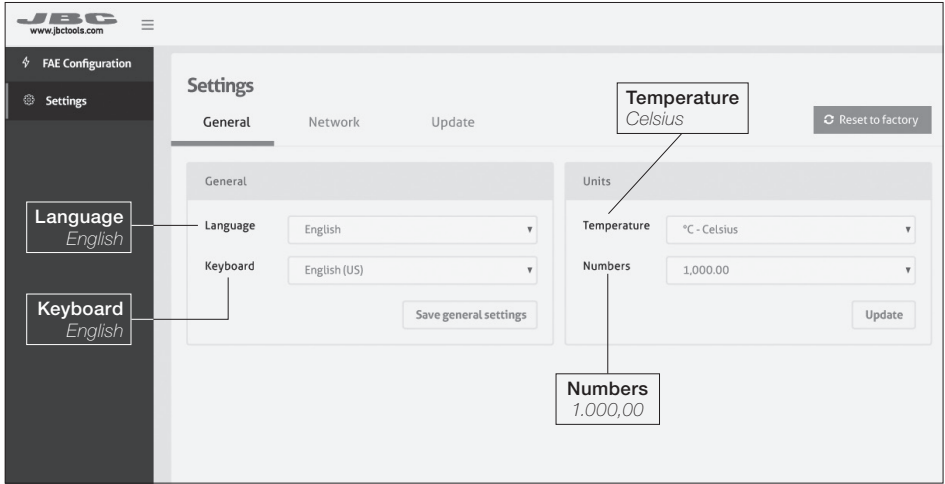 JBC
www.jbctools.com
FAE Configuration
Settings
Settings
General Network Update
Reset to factory
Temperature
Celsius
General
Language English
Keyboard English (US)
Save general settings
Units
Temperature °C - Celsius
Numbers 1,000.00
Update
Language
English
Keyboard
English
Numbers
1.000,00